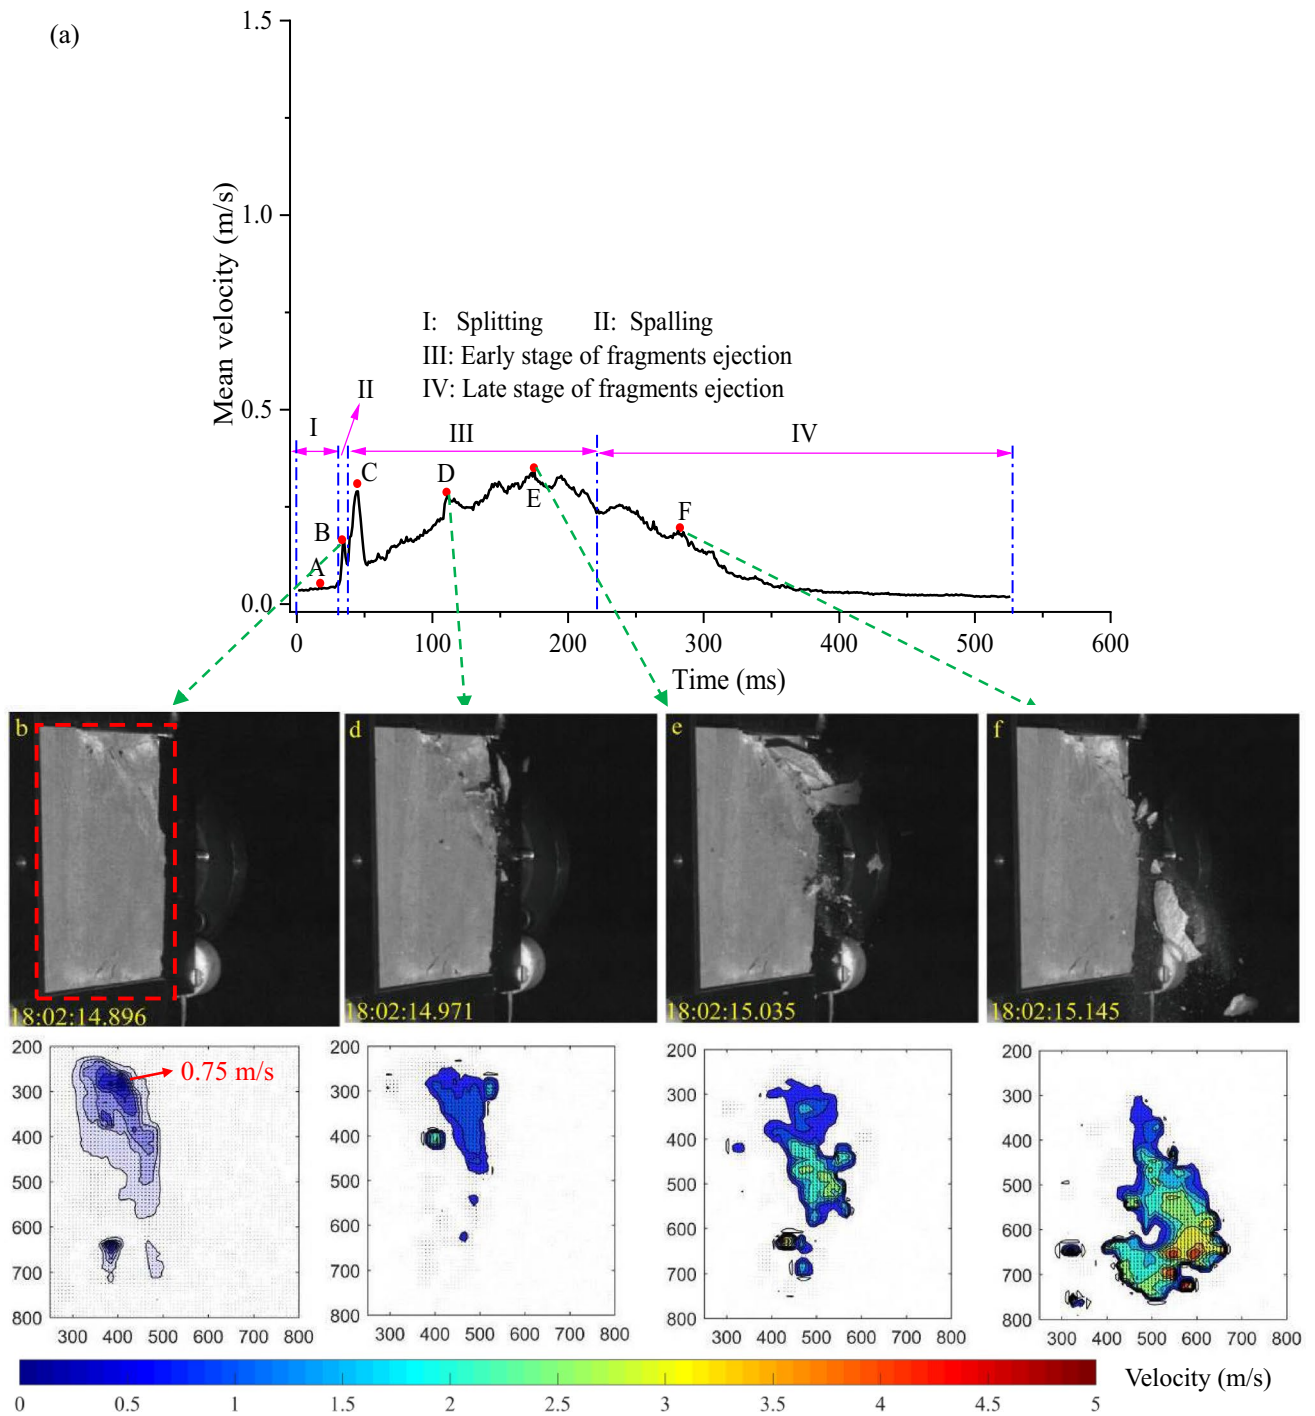 (a)
1.5
1.0
0.5
0.0
Mean velocity (m/s)
I: Splitting II: Spalling
III: Early stage of fragments ejection
IV: Late stage of fragments ejection
II
I
III
IV
C
D
E
F
B
A
0 100 200 300 400 500 600
Time (ms)
b
d
e
f
18:02:14.896
18:02:14.971
18:02:15.035
18:02:15.145
200
300
400
500
600
700
800
300 400 500 600 700 800
0.75 m/s
200
300
400
500
600
700
800
300 400 500 600 700 800
200
300
400
500
600
700
800
300 400 500 600 700 800
200
300
400
500
600
700
800
300 400 500 600 700 800
Velocity (m/s)
0 0.5 1 1.5 2 2.5 3 3.5 4 4.5 5